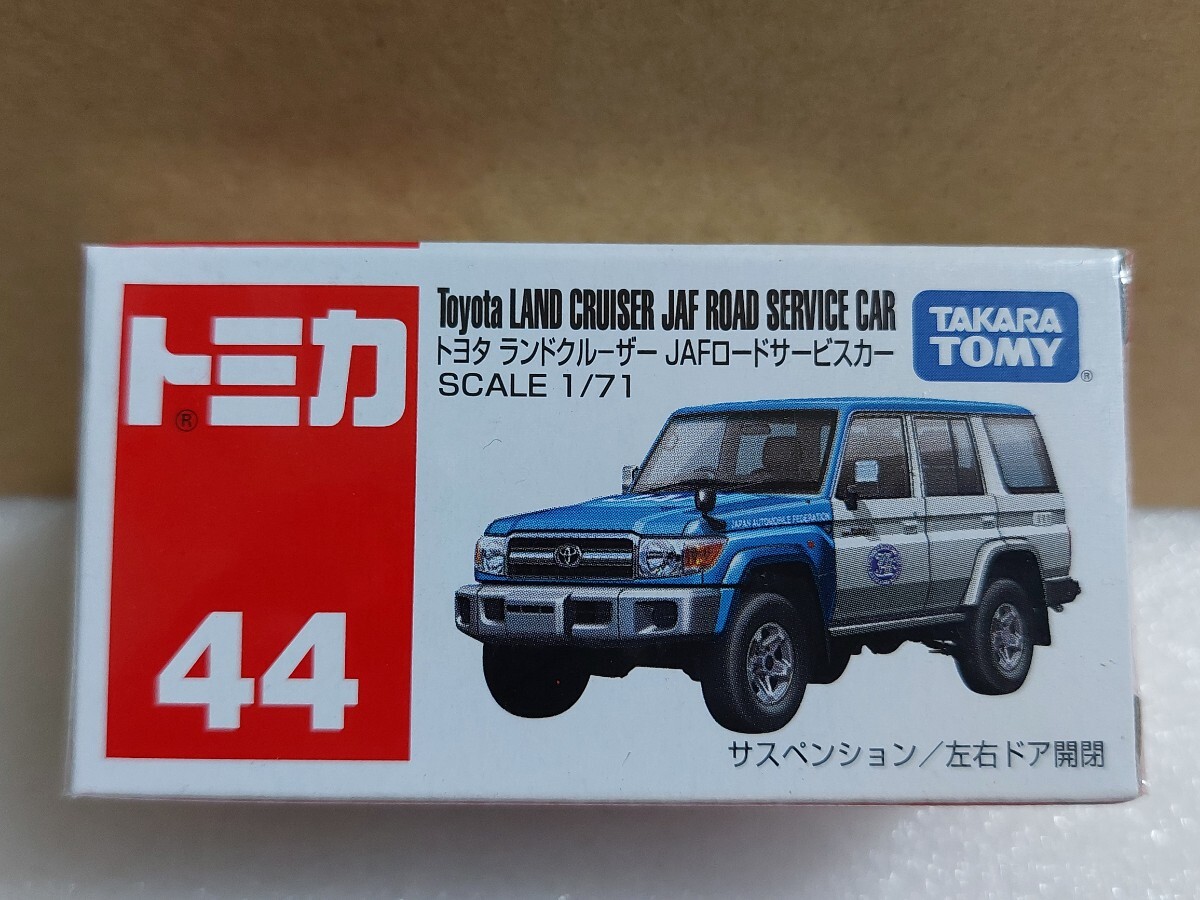 トミカ
®
44
Toyota LAND CRUISER JAF ROAD SERVICE CAR
トヨタ ランドクルーザー JAFロードサービスカー
SCALE 1/71
TAKARA
TOMY
®
JAPAN AUTOMOBILE FEDERATION
サスペンション/左右ドア開閉